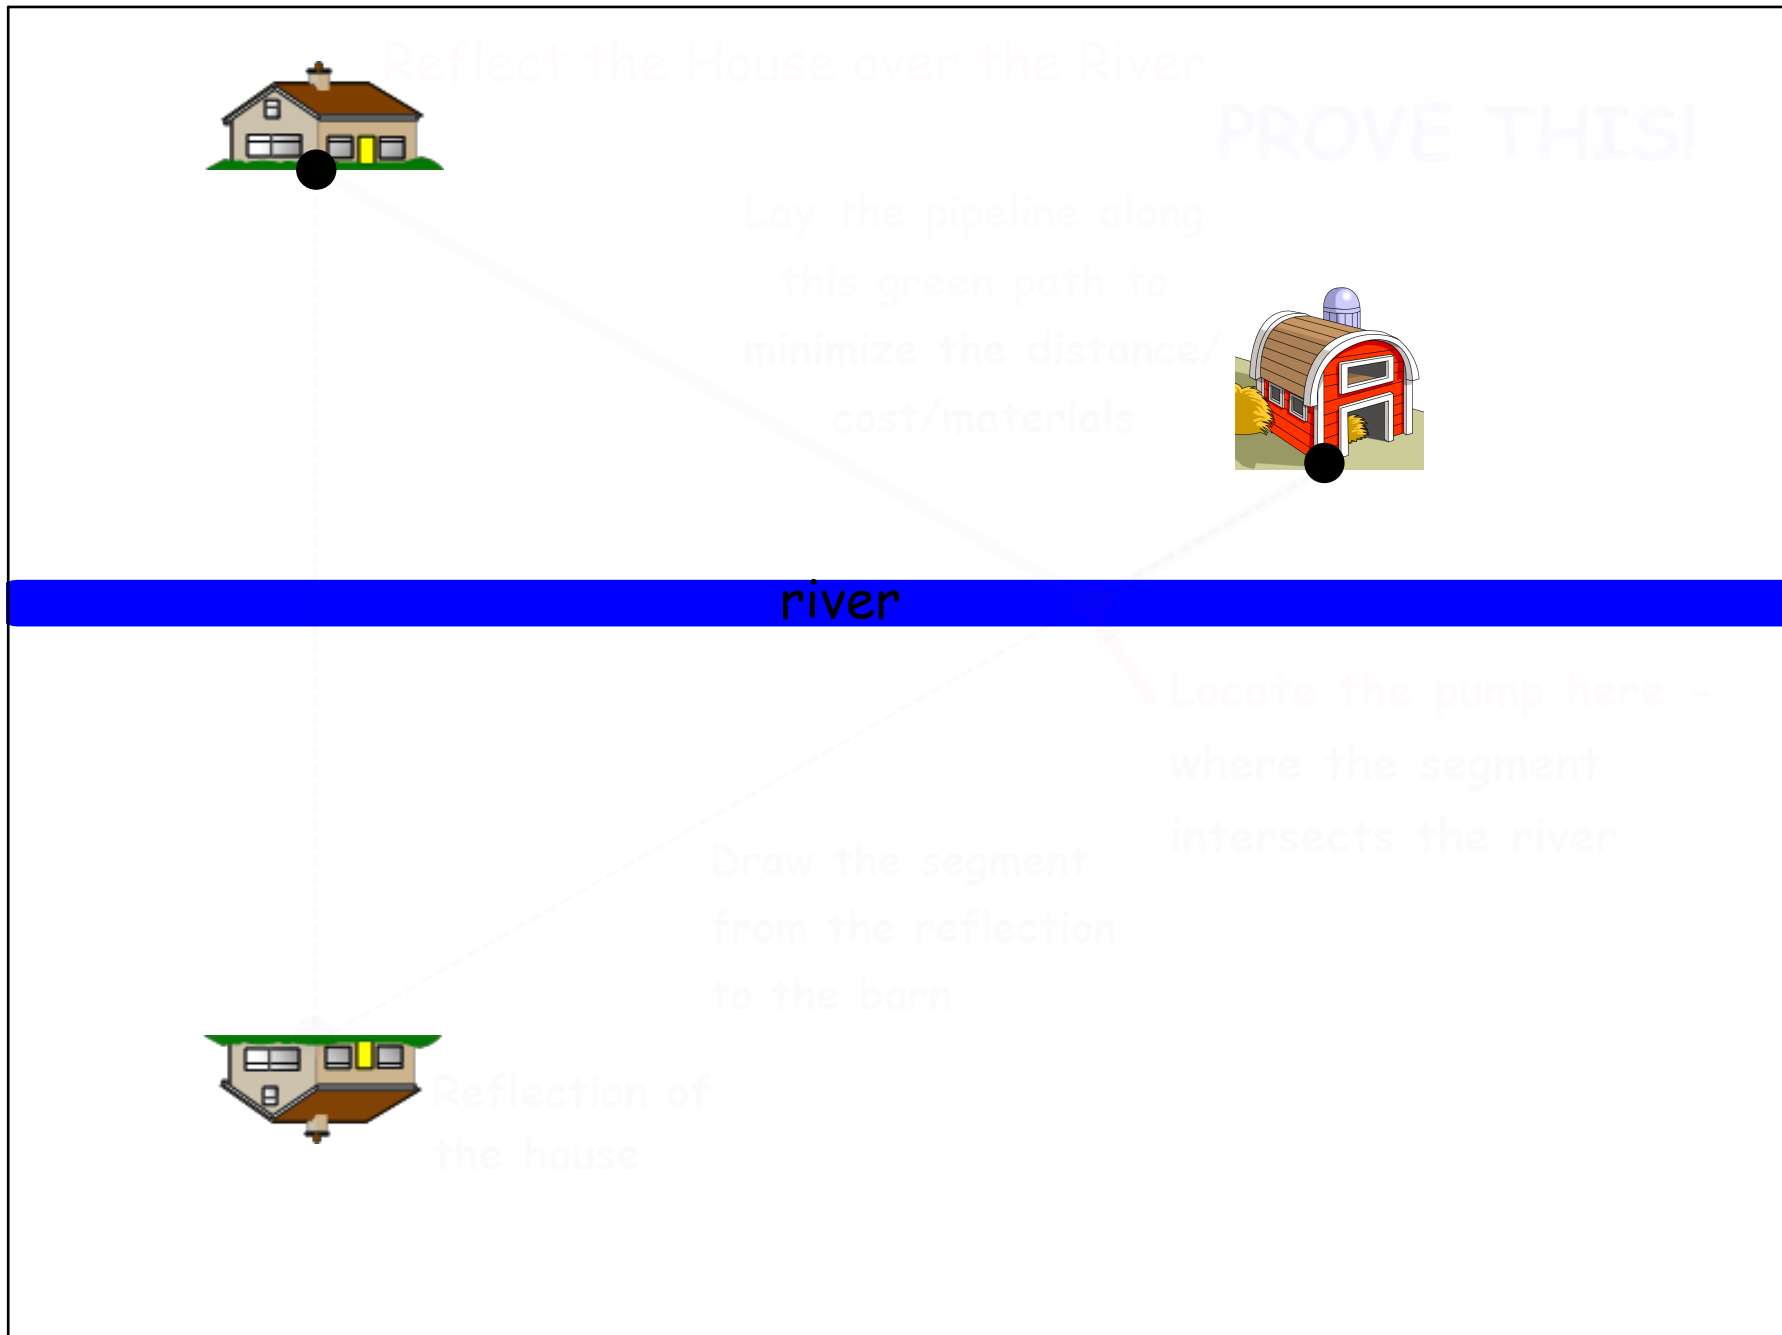 Reflect the House over the River
PROVE THIS!
Lay the pipeline along
this green path to
minimize the distance/
cost/materials
river
Locate the pump here -
where the segment
intersects the river
Draw the segment
from the reflection
to the barn
Reflection of
the house